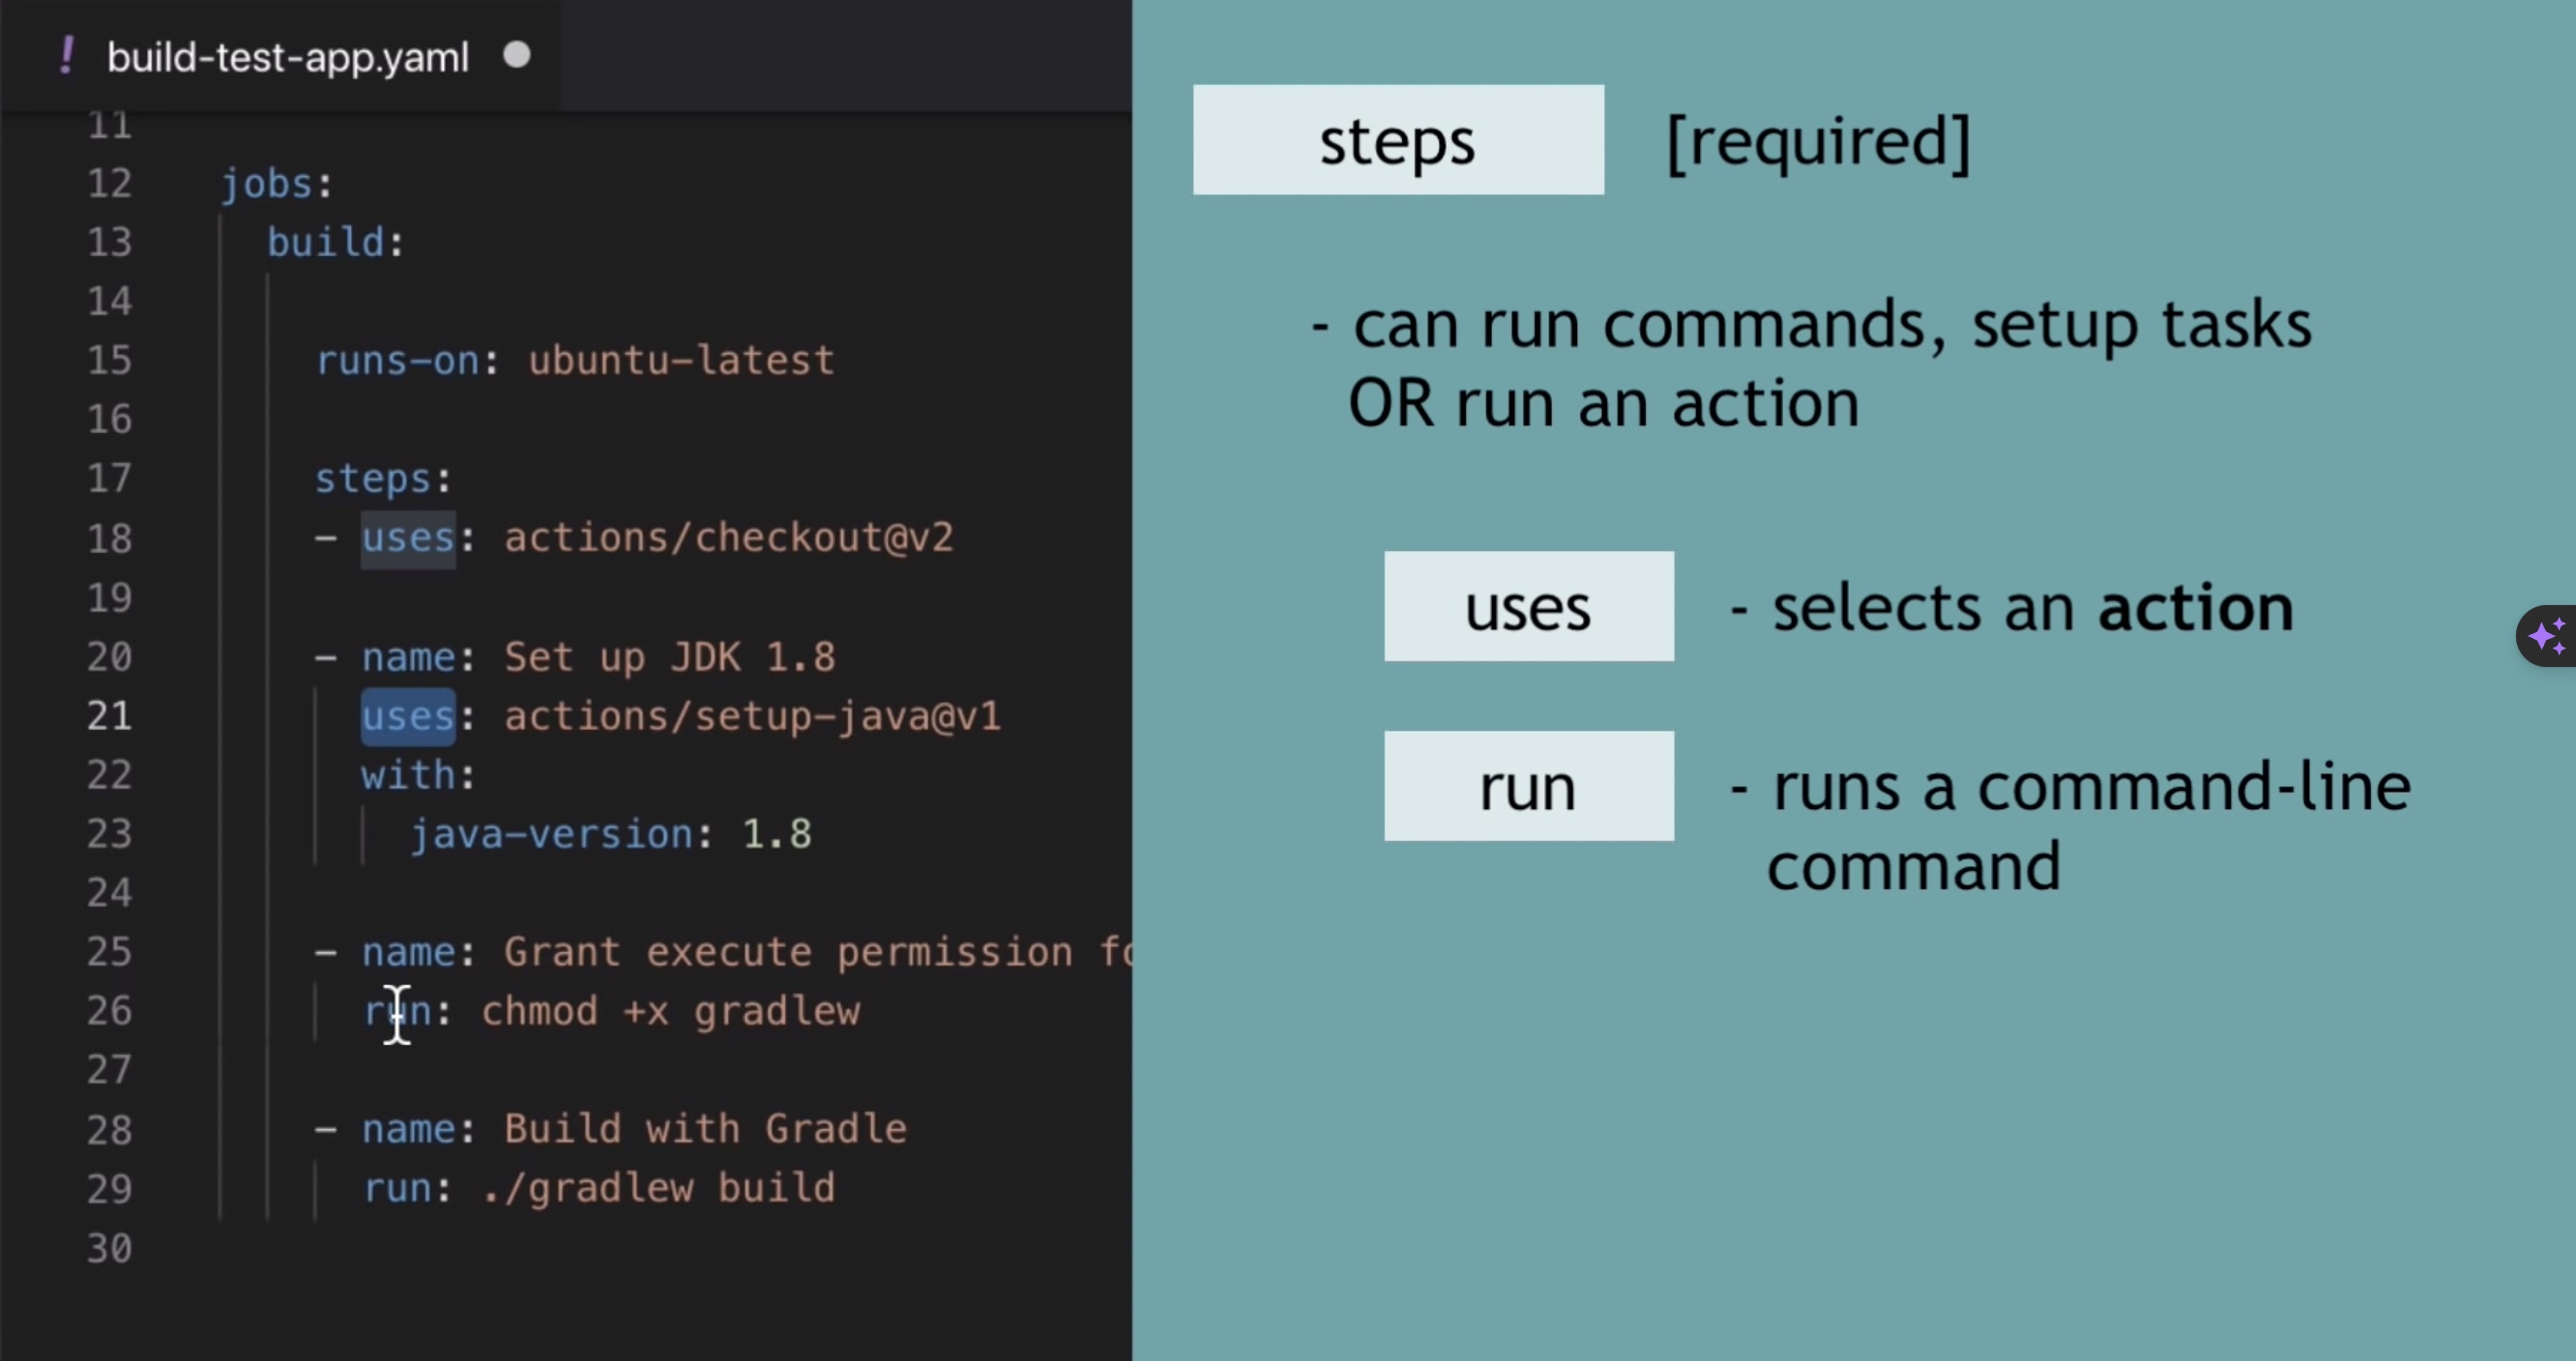 ! build-test-app.yaml
11
12 jobs:
13 build:
14
15 runs-on: ubuntu-latest
16
17 steps:
18 - uses: actions/checkout@v2
19
20 - name: Set up JDK 1.8
21 uses: actions/setup-java@v1
22 with:
23 java-version: 1.8
24
25 - name: Grant execute permission
26 run: chmod +x gradlew
27
28 - name: Build with Gradle
29 run: ./gradlew build
30
steps [required]
- can run commands, setup tasks
OR run an action
uses - selects an action
run - runs a command-line
command